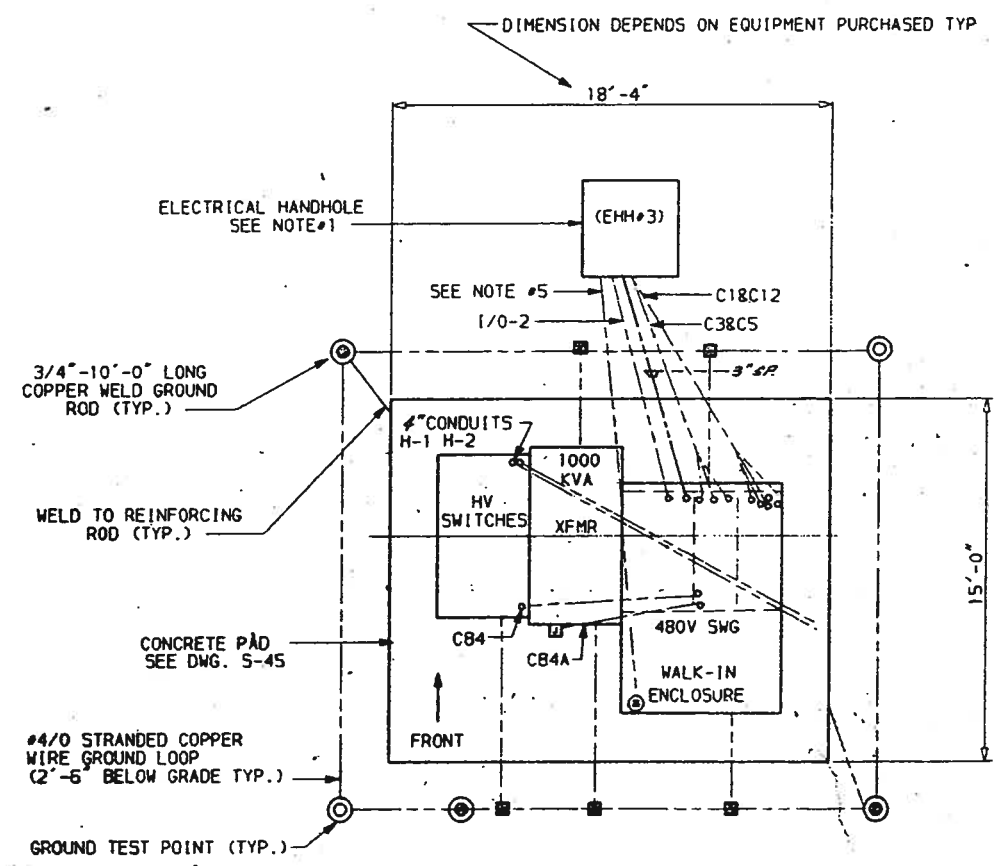 DIMENSION DEPENDS ON EQUIPMENT PURCHASED TYP
18'-4"
ELECTRICAL HANDHOLE
SEE NOTE#1
(EHH#3)
SEE NOTE #5
C1&C12
I/O-2
C3&C5
3/4"-10'-0" LONG
COPPER WELD GROUND
ROD (TYP.)
3"SP.
4"CONDUITS
H-1 H-2
1000
KVA
HV
SWITCHES
XFMR
WELD TO REINFORCING
ROD (TYP.)
15'-0"
480V SWG
C84
C84A
CONCRETE PAD
SEE DWG. S-45
WALK-IN
ENCLOSURE
FRONT
#4/0 STRANDED COPPER
WIRE GROUND LOOP
(2'-6" BELOW GRADE TYP.)
GROUND TEST POINT (TYP.)
J